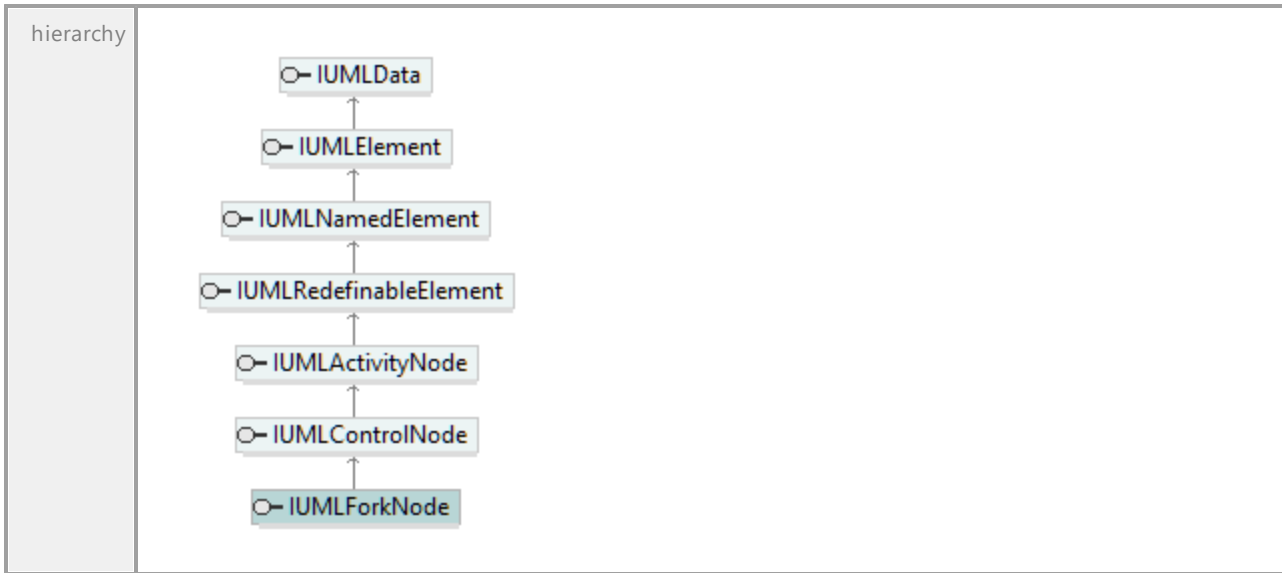 hierarchy
IUMLData
IUMLElement
IUMLNamedElement
IUMLRedefinableElement
IUMLActivityNode
IUMLControlNode
IUMLForkNode